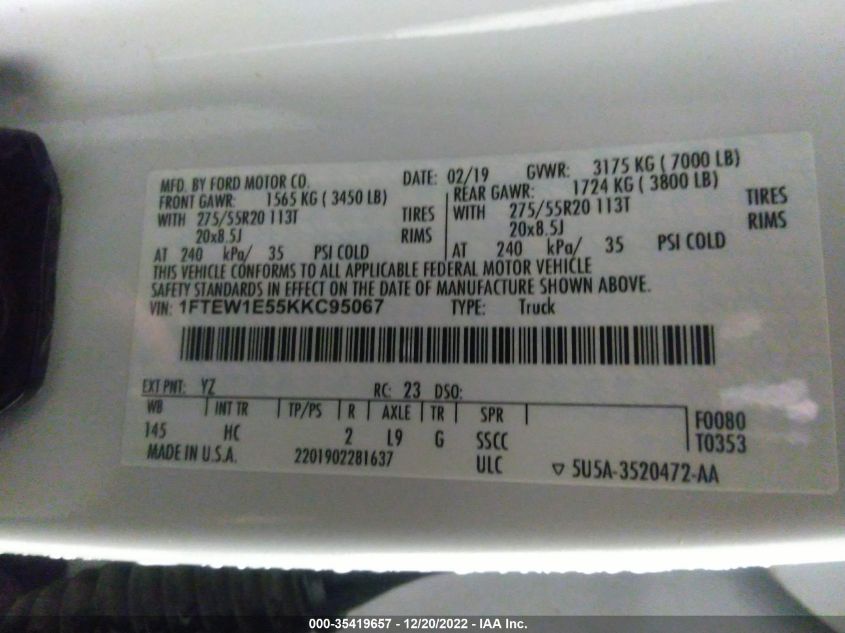 MFD. BY FORD MOTOR CO. DATE: 02/19 GVWR: 3175 KG ( 7000 LB)
FRONT GAWR: 1565 KG ( 3450 LB) REAR GAWR: 1724 KG ( 3800 LB)
WITH 275/55R20 113T TIRES WITH 275/55R20 113T TIRES
20x8.5J RIMS 20x8.5J RIMS
AT 240 kPa/ 35 PSI COLD AT 240 kPa/ 35 PSI COLD
THIS VEHICLE CONFORMS TO ALL APPLICABLE FEDERAL MOTOR VEHICLE
SAFETY STANDARDS IN EFFECT ON THE DATE OF MANUFACTURE SHOWN ABOVE.
VIN: 1FTEW1E55KKC95067 TYPE: Truck
EXT PNT: YZ RC: 23 DSO:
WB INT TR TP/PS R AXLE TR SPR F0080
145 HC 2 L9 G SSCC T0353
MADE IN U.S.A. 2201902281637 ULC ▽ 5U5A-3520472-AA
000-35419657 - 12/20/2022 - IAA Inc.